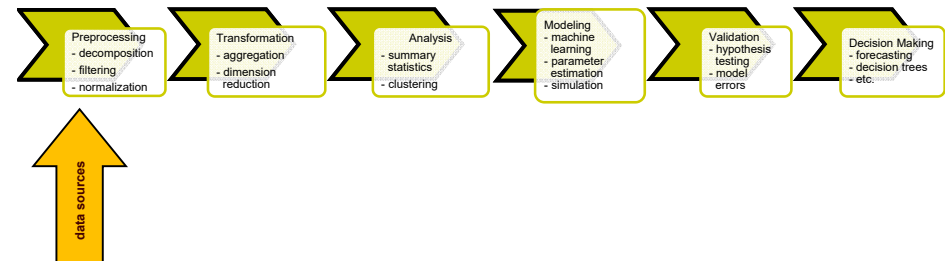 Preprocessing
- decomposition
- filtering
- normalization
Transformation
- aggregation
- dimension
reduction
Analysis
- summary
statistics
- clustering
Modeling
- machine
learning
- parameter
estimation
- simulation
Validation
- hypothesis
testing
- model
errors
Decision Making
- forecasting
- decision trees
- etc.
data sources